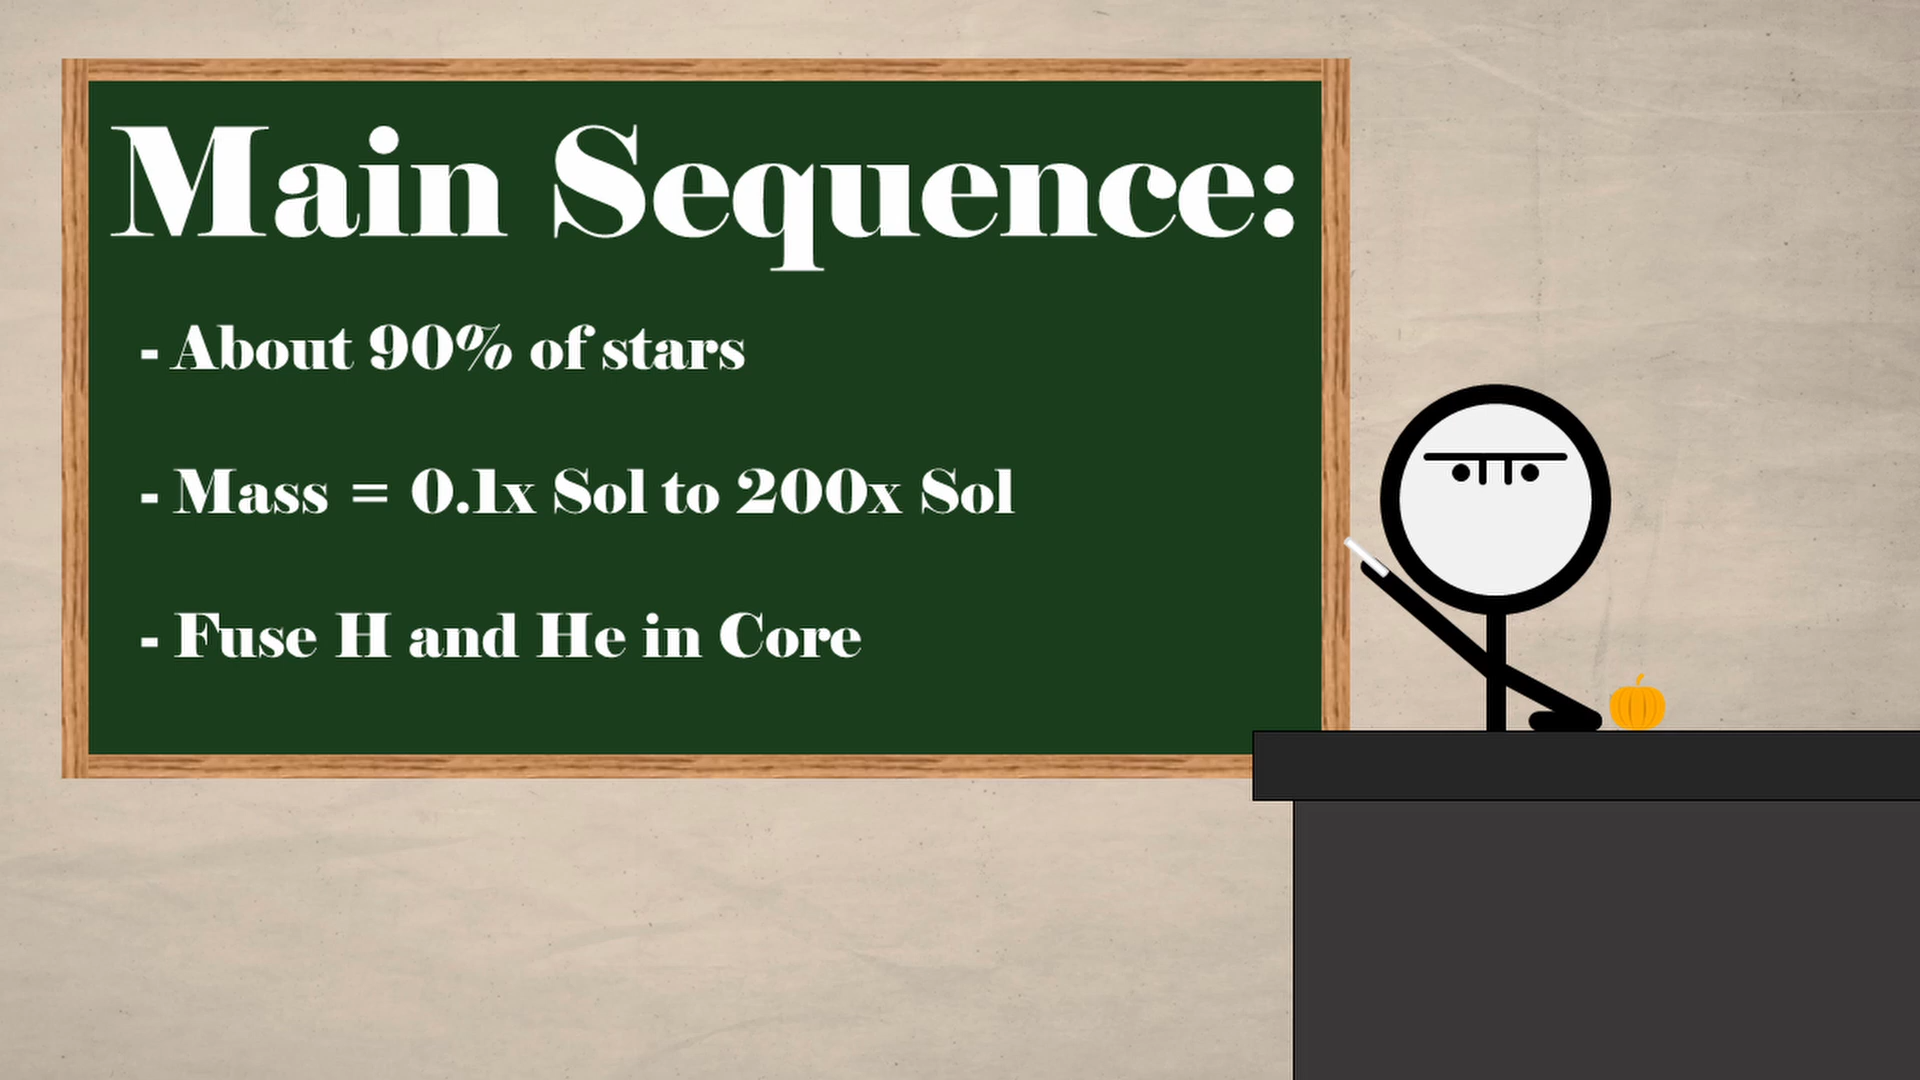 Main Sequence:
- About 90% of stars
- Mass = 0.1x Sol to 200x Sol
- Fuse H and He in Core